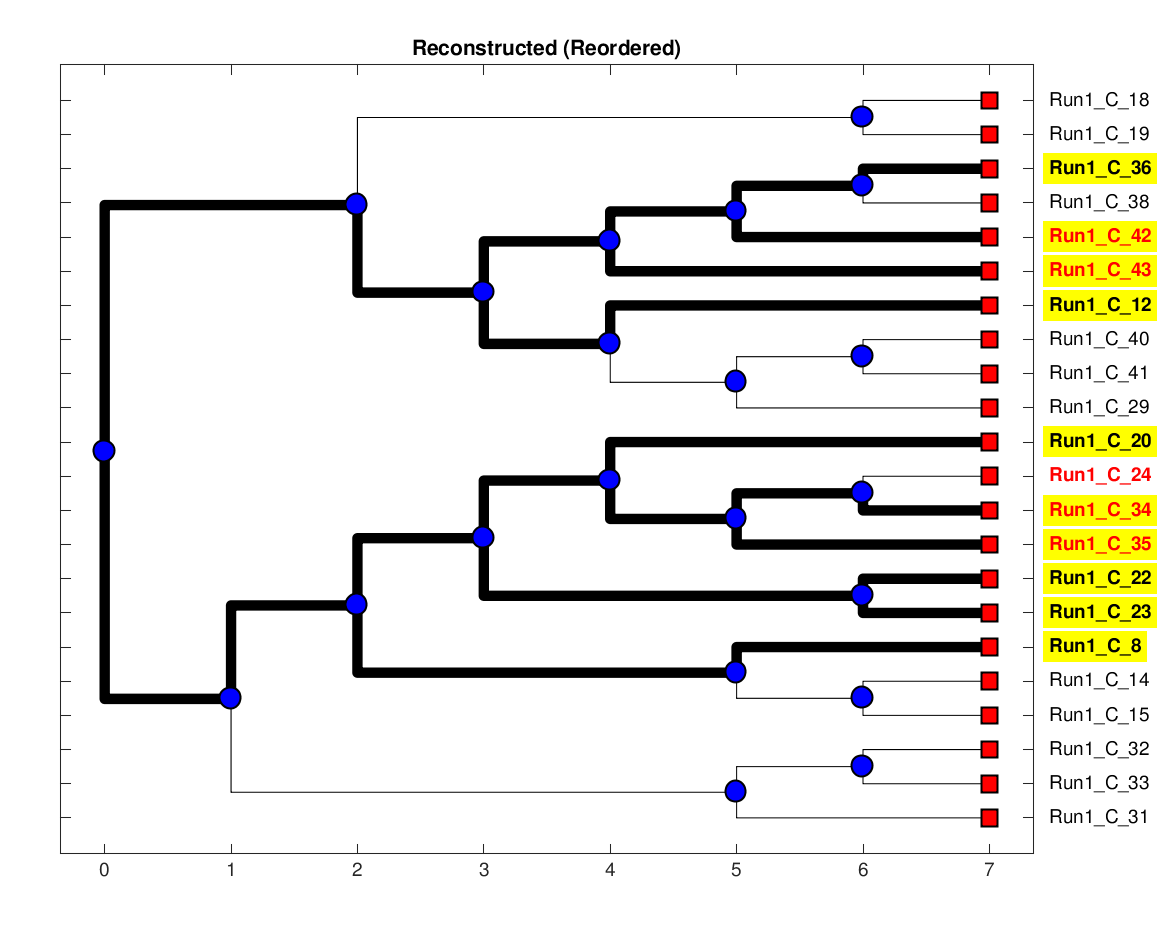 Reconstructed (Reordered)
Run1_C_18
Run1_C_19
Run1_C_36
Run1_C_38
Run1_C_42
Run1_C_43
Run1_C_12
Run1_C_40
Run1_C_41
Run1_C_29
Run1_C_20
Run1_C_24
Run1_C_34
Run1_C_35
Run1_C_22
Run1_C_23
Run1_C_8
Run1_C_14
Run1_C_15
Run1_C_32
Run1_C_33
Run1_C_31
0 1 2 3 4 5 6 7